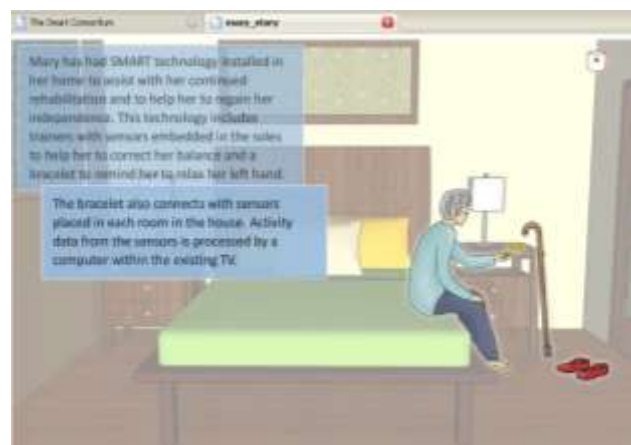 The Smart Consortium
mary_story
Mary has had SMART technology installed in
her home to assist with her continued
rehabilitation and to help her to regain her
independence. This technology includes
trainers with sensors embedded in the soles
to help her to correct her balance and a
bracelet to remind her to relax her left hand.
The bracelet also connects with sensors
placed in each room in the house. Activity
data from the sensors is processed by a
computer within the existing TV.